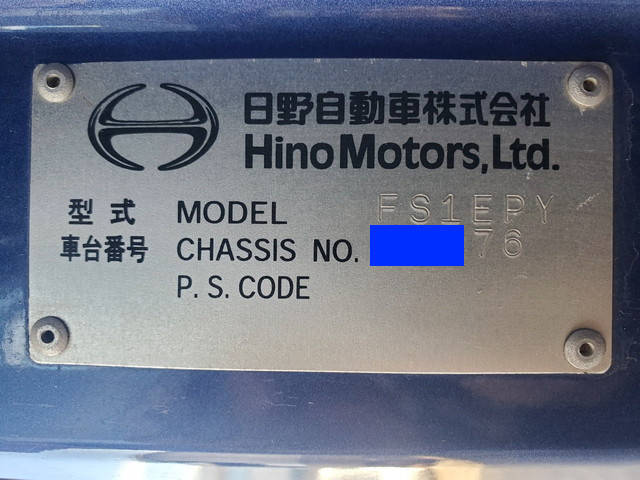 日野自動車株式会社
Hino Motors, Ltd.
型式 MODEL FS1EPY
車台番号 CHASSIS NO. 76
P.S.CODE